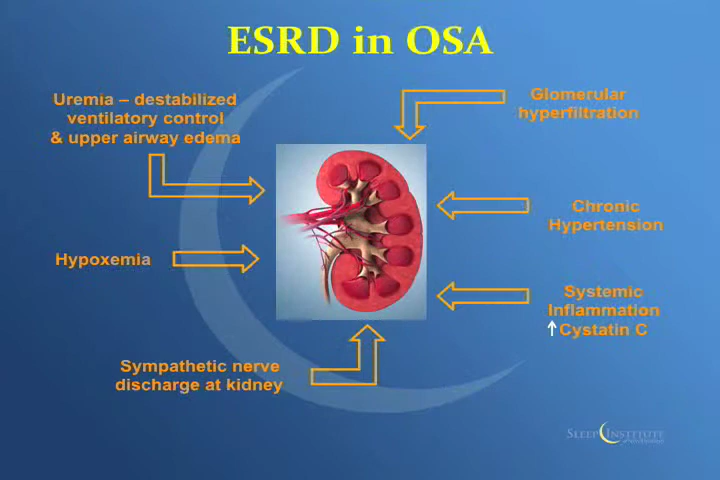 ESRD in OSA
Uremia – destabilized
ventilatory control
& upper airway edema
Glomerular
hyperfiltration
Chronic
Hypertension
Hypoxemia
Systemic
Inflammation
Cystatin C
Sympathetic nerve
discharge at kidney
SLEEP INSTITUTE